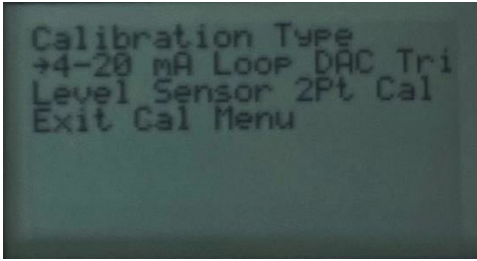 Calibration Type
→4-20 mA Loop DAC Tri
Level Sensor 2Pt Cal
Exit Cal Menu